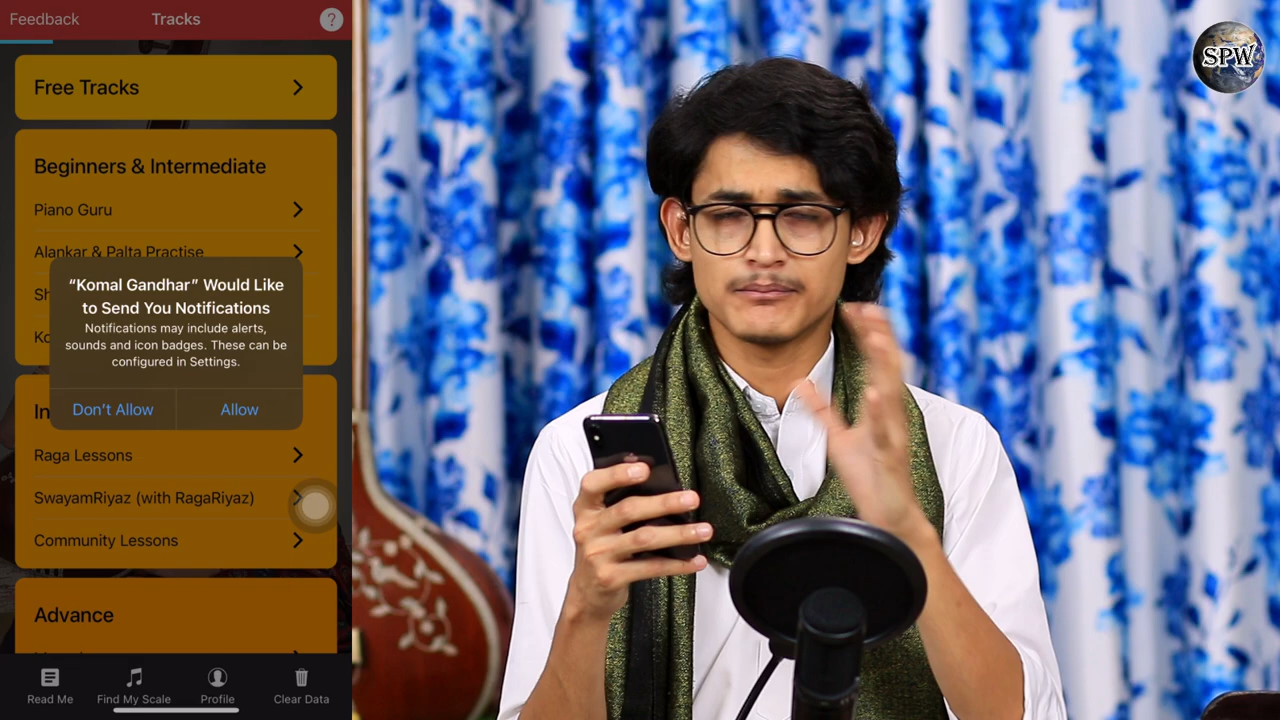 Feedback
Tracks
?
Free Tracks
Beginners & Intermediate
Piano Guru
Alankar & Palta Practise
“Komal Gandhar” Would Like
to Send You Notifications
Notifications may include alerts,
sounds and icon badges. These can be
configured in Settings.
Don’t Allow
Allow
Raga Lessons
SwayamRiyaz (with RagaRiyaz)
Community Lessons
Advance
Read Me
Find My Scale
Profile
Clear Data
SPW